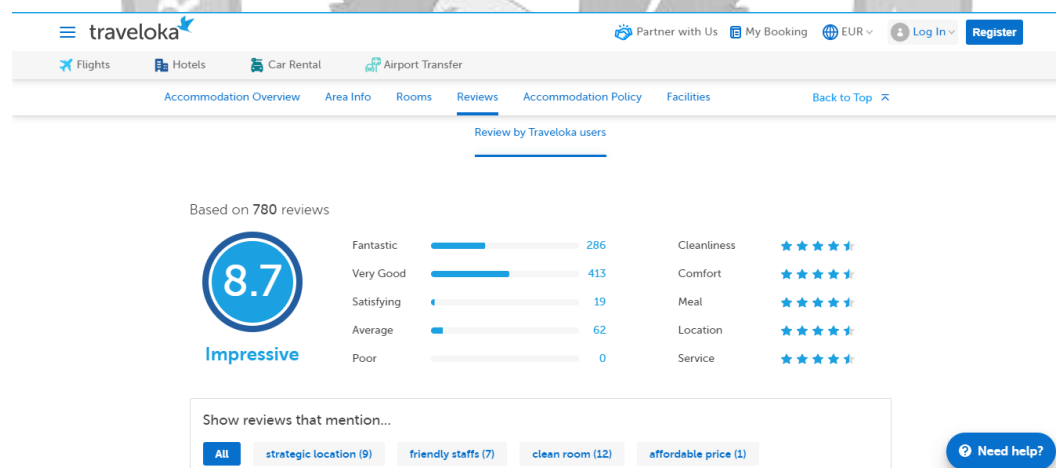 traveloka
Partner with Us My Booking EUR Log In Register
Flights Hotels Car Rental Airport Transfer
Accommodation Overview Area Info Rooms Reviews Accommodation Policy Facilities Back to Top
Review by Traveloka users
Based on 780 reviews
8.7
Impressive
Fantastic 286
Very Good 413
Satisfying 19
Average 62
Poor 0
Cleanliness
Comfort
Meal
Location
Service
Show reviews that mention...
All strategic location (9) friendly staffs (7) clean room (12) affordable price (1)
Need help?